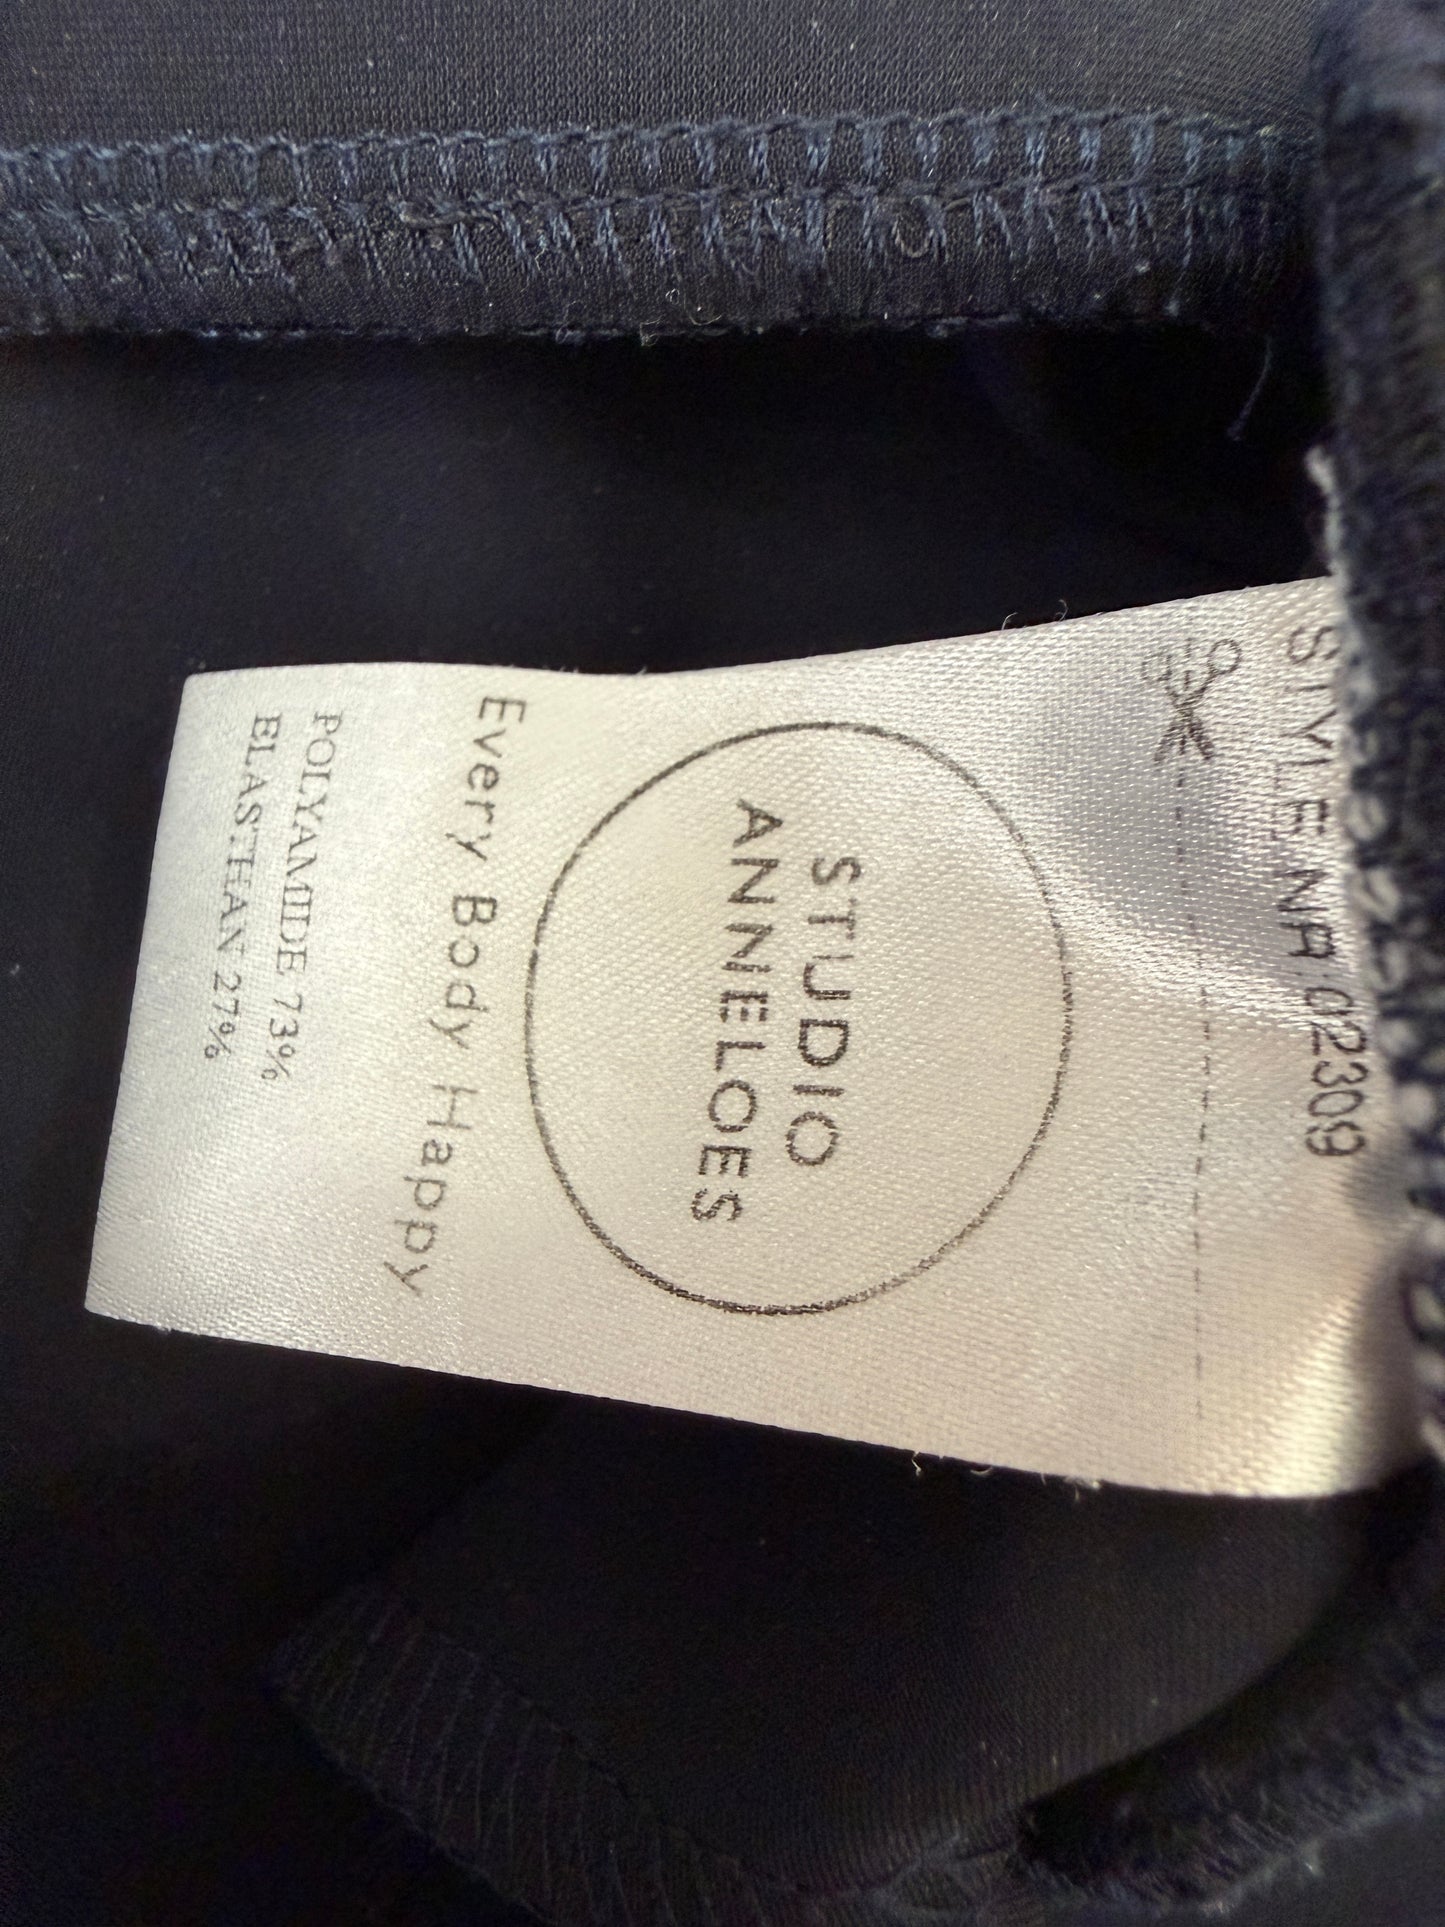 STYLE NR 02309
STUDIO
ANNELOES
Every Body Happy
POLYAMIDE 73%
ELASTHAN 27%